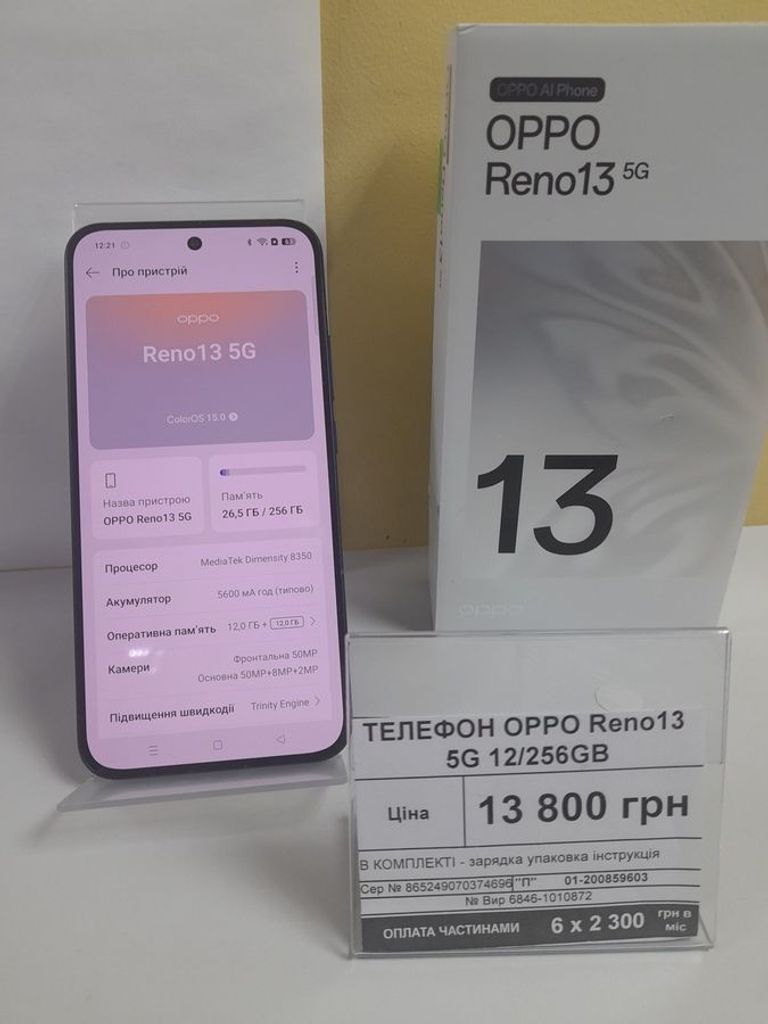 12:21
63
Про пристрій
oppo
Reno13 5G
ColorOS 15.0
Назва пристрою
OPPO Reno13 5G
Пам'ять
26,5 ГБ / 256 ГБ
Процесор MediaTek Dimensity 8350
Акумулятор 5600 мА год (типово)
Оперативна пам'ять 12,0 ГБ + 12,0 ГБ
Камери Фронтальна 50MP
Основна 50MP+8MP+2MP
Підвищення швидкодії Trinity Engine
OPPO AI Phone
OPPO
Reno13 5G
13
oppo
ТЕЛЕФОН OPPO Reno13
5G 12/256GB
Ціна 13 800 грн
В КОМПЛЕКТІ - зарядка упаковка інструкція
Сер № 865249070374696 "П" 01-200859603
№ Вир 6846-1010872
ОПЛАТА ЧАСТИНАМИ 6 x 2 300 грн в міс